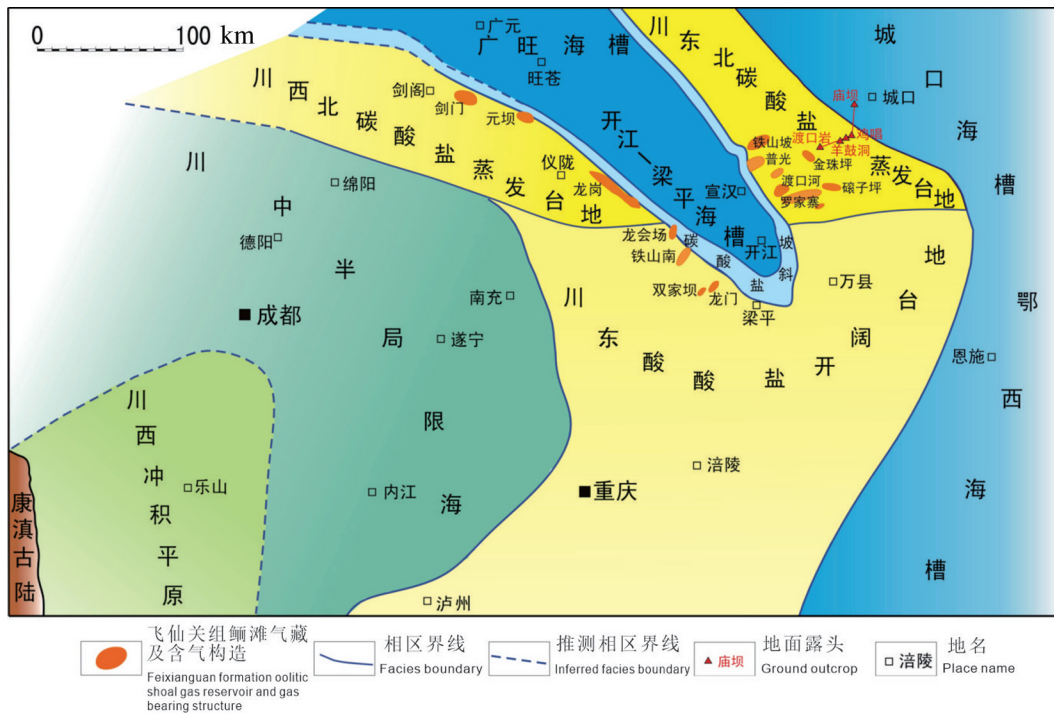 0 100 km
广元
广旺海槽
旺苍
川东北碳酸盐蒸发台地
城口海槽
城口
庙坝
鸡唱
羊鼓洞
渡口岩
川西北碳酸盐蒸发台地
剑阁
剑门
元坝
仪陇
龙岗
开江—梁平海槽
宣汉
开江
铁山坡
普光
金珠坪
渡口河
罗家寨
碚子坪
碳酸盐斜坡
龙会场
铁山南
双家坝
龙门
梁平
万县
川东酸酸盐开阔台地
鄂西海槽
恩施
川中半局限海
绵阳
德阳
成都
南充
遂宁
内江
川西冲积平原
乐山
康滇古陆
涪陵
重庆
泸州
飞仙关组鲕滩气藏
及含气构造
Feixianguan formation oolitic
shoal gas reservoir and gas
bearing structure
相区界线
Facies boundary
推测相区界线
Inferred facies boundary
庙坝
地面露头
Ground outcrop
涪陵
地名
Place name